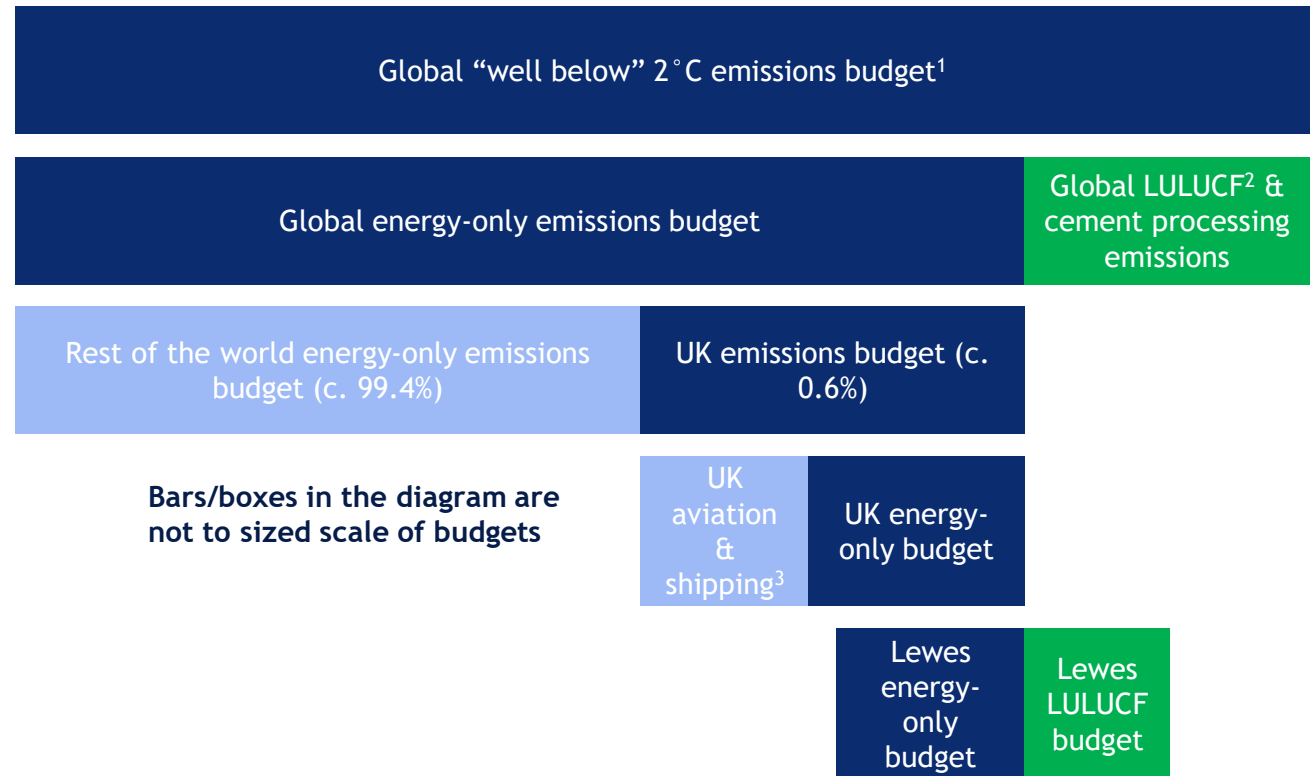 Global “well below” 2°C emissions budget¹
Global energy-only emissions budget
Global LULUCF² &
cement processing
emissions
Rest of the world energy-only emissions
budget (c. 99.4%)
UK emissions budget (c.
0.6%)
Bars/boxes in the diagram are
not to sized scale of budgets
UK
aviation
&
shipping³
UK energy-
only budget
Lewes
energy-
only
budget
Lewes
LULUCF
budget